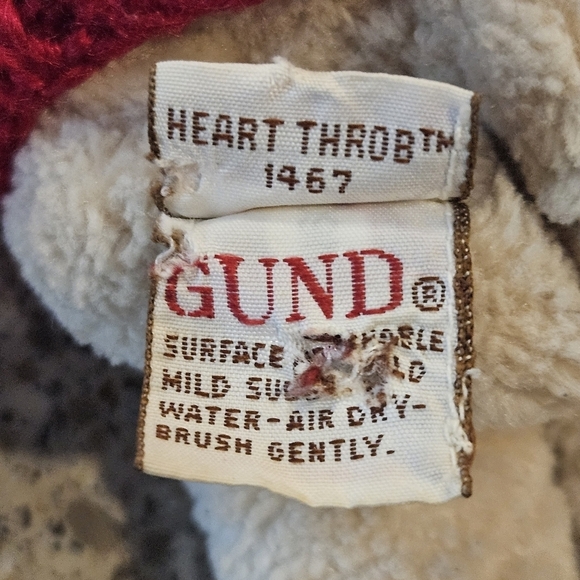 HEART THROB™
1467
GUND®
SURFACE
MILD
WATER-AIR DRY-
BRUSH GENTLY.